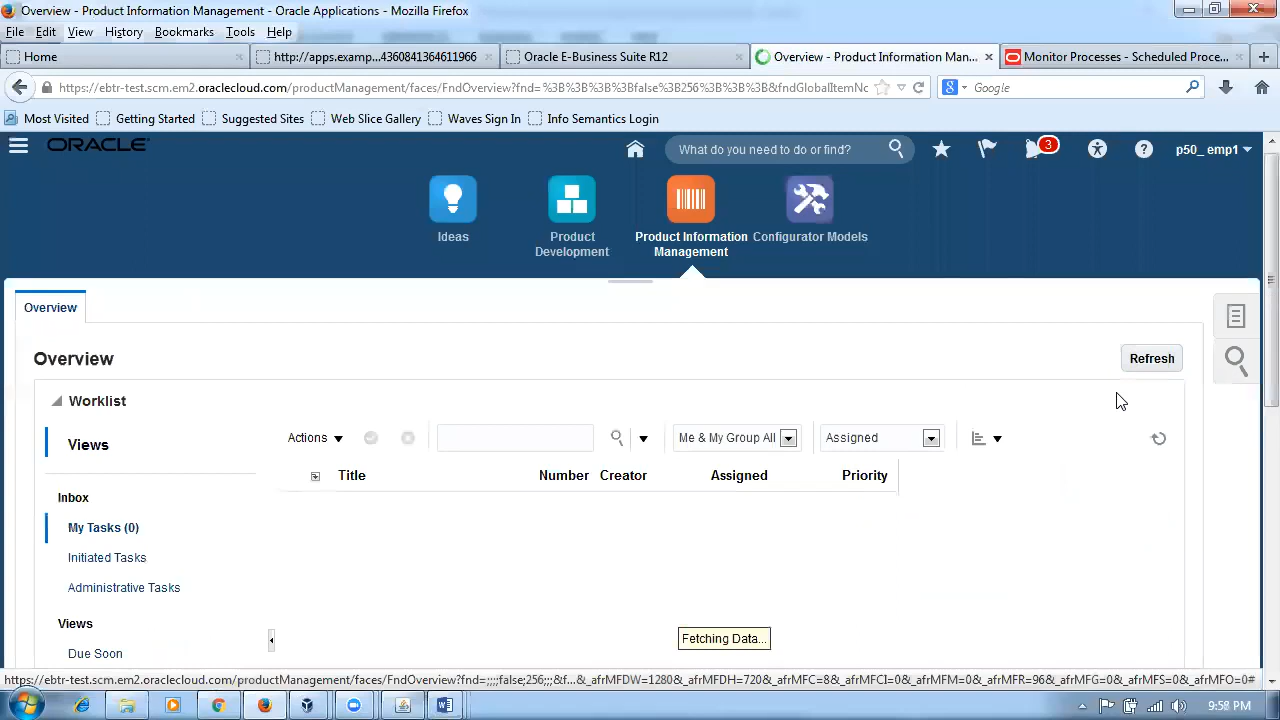 Overview - Product Information Management - Oracle Applications - Mozilla Firefox
File Edit View History Bookmarks Tools Help
Home
http://apps.examp...4360841364611966
Oracle E-Business Suite R12
Overview - Product Information Man...
Monitor Processes - Scheduled Proce...
https://ebtr-test.scm.em2.oraclecloud.com/productManagement/faces/FndOverview?fnd=%3B%3B%3B%3Bfalse%3B256%3B%3B%3B&fndGlobalItemNc
Google
Most Visited Getting Started Suggested Sites Web Slice Gallery Waves Sign In Info Semantics Login
ORACLE
What do you need to do or find?
3
p50_ emp1
Ideas
Product
Development
Product Information
Management
Configurator Models
Overview
Overview
Refresh
Worklist
Views
Actions
Me & My Group All
Assigned
Title Number Creator Assigned Priority
Inbox
My Tasks (0)
Initiated Tasks
Administrative Tasks
Views
Due Soon
Fetching Data...
https://ebtr-test.scm.em2.oraclecloud.com/productManagement/faces/FndOverview?fnd=;;;;false;256;;;&f..._afrMFDW=1280&_afrMFDH=720&_afrMFC=8&_afrMFCI=0&_afrMFM=0&_afrMFR=96&_afrMFG=0&_afrMFS=0&_afrMFO=0#
9:58 PM